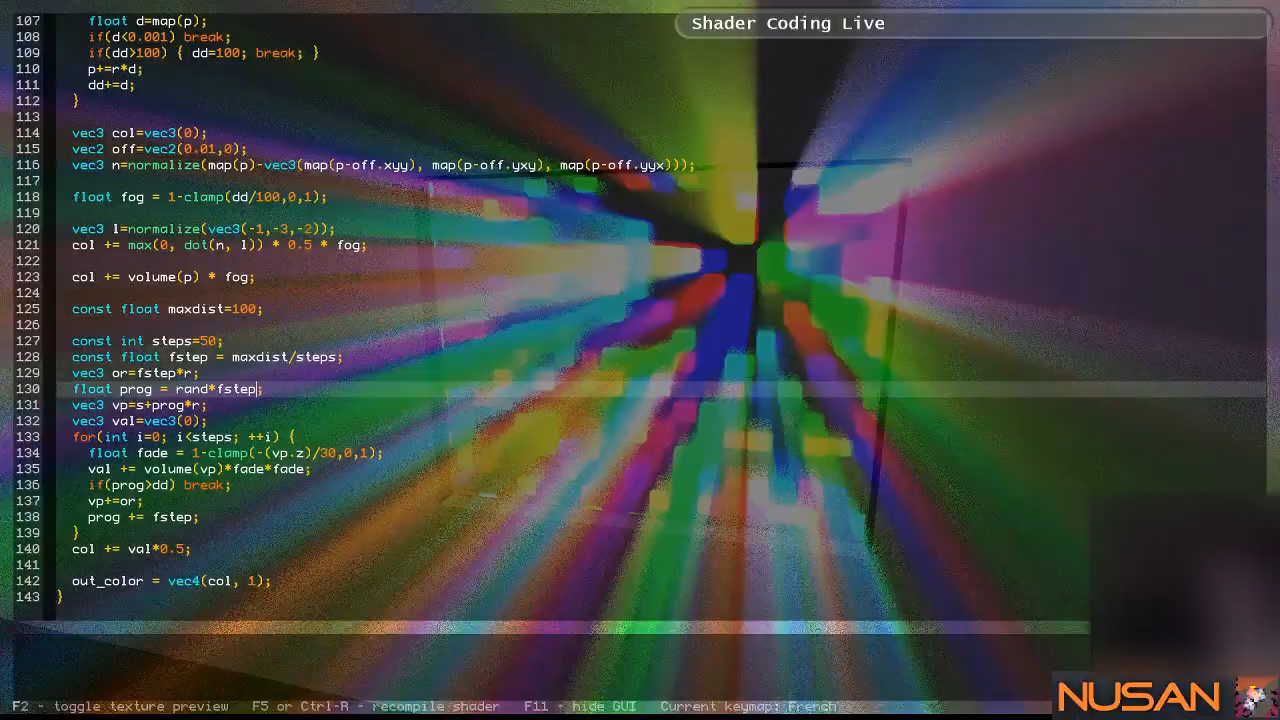 Shader Coding Live
107 float d=map(p);
108 if(d<0.001) break;
109 if(dd>100) { dd=100; break; }
110 p+=r*d;
111 dd+=d;
112 }
113
114 vec3 col=vec3(0);
115 vec2 off=vec2(0.01,0);
116 vec3 n=normalize(map(p)-vec3(map(p-off.xyy), map(p-off.yxy), map(p-off.yyx)));
117
118 float fog = 1-clamp(dd/100,0,1);
119
120 vec3 l=normalize(vec3(-1,-3,-2));
121 col += max(0, dot(n, l)) * 0.5 * fog;
122
123 col += volume(p) * fog;
124
125 const float maxdist=100;
126
127 const int steps=50;
128 const float fstep = maxdist/steps;
129 vec3 or=fstep*r;
130 float prog = rand*fstep;
131 vec3 vp=s+prog*r;
132 vec3 val=vec3(0);
133 for(int i=0; i<steps; ++i) {
134 float fade = 1-clamp(-(vp.z)/30,0,1);
135 val += volume(vp)*fade*fade;
136 if(prog>dd) break;
137 vp+=or;
138 prog += fstep;
139 }
140 col += val*0.5;
141
142 out_color = vec4(col, 1);
143 }
F2 - toggle texture preview F5 or Ctrl-R - recompile shader F11 - hide GUI Current keymap: French
NUSAN